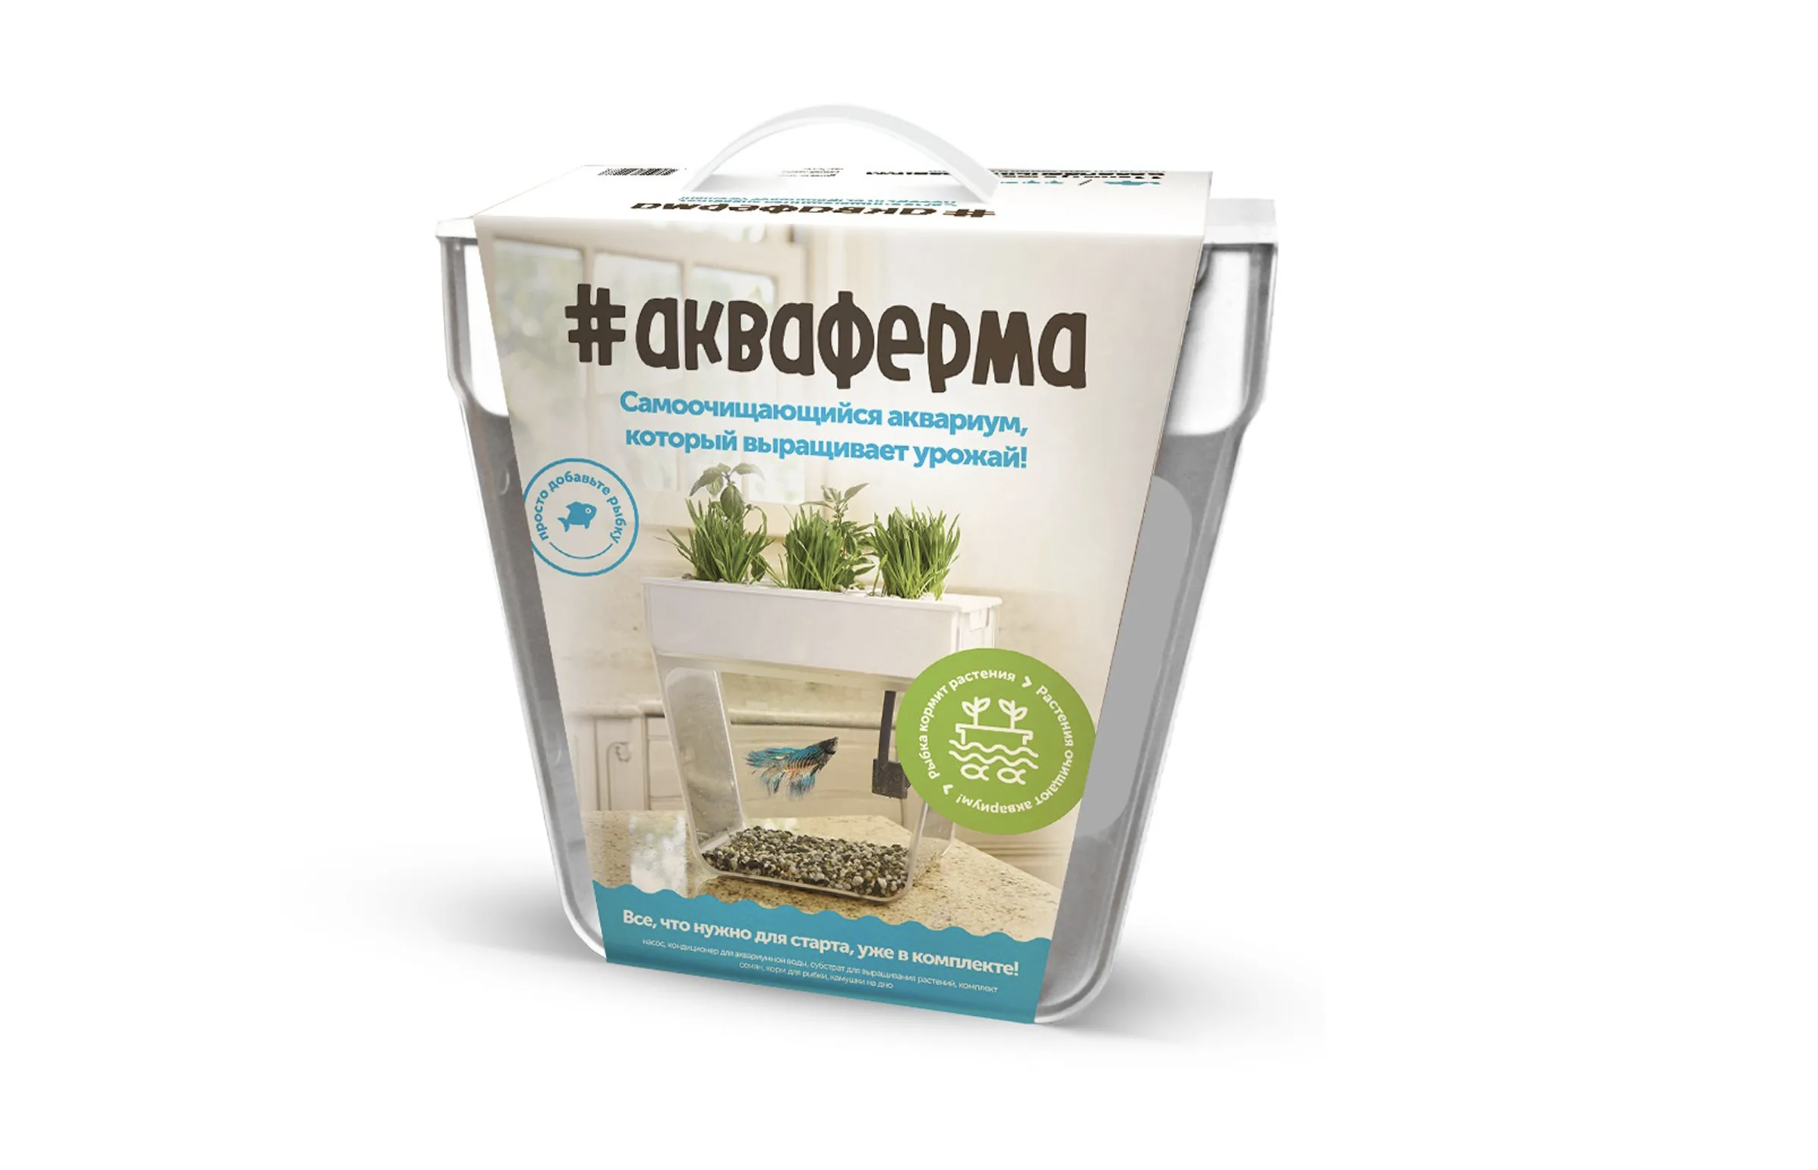 #акваферма
#акваферма
Самоочищающийся аквариум,
который выращивает урожай!
просто добавьте рыбку
Рыбка кормит растения
Растения очищают аквариум!
Все, что нужно для старта, уже в комплекте!
насос, кондиционер для аквариумной воды, субстрат для выращивания растений, комплект
семян, корм для рыбки, камушки на дно